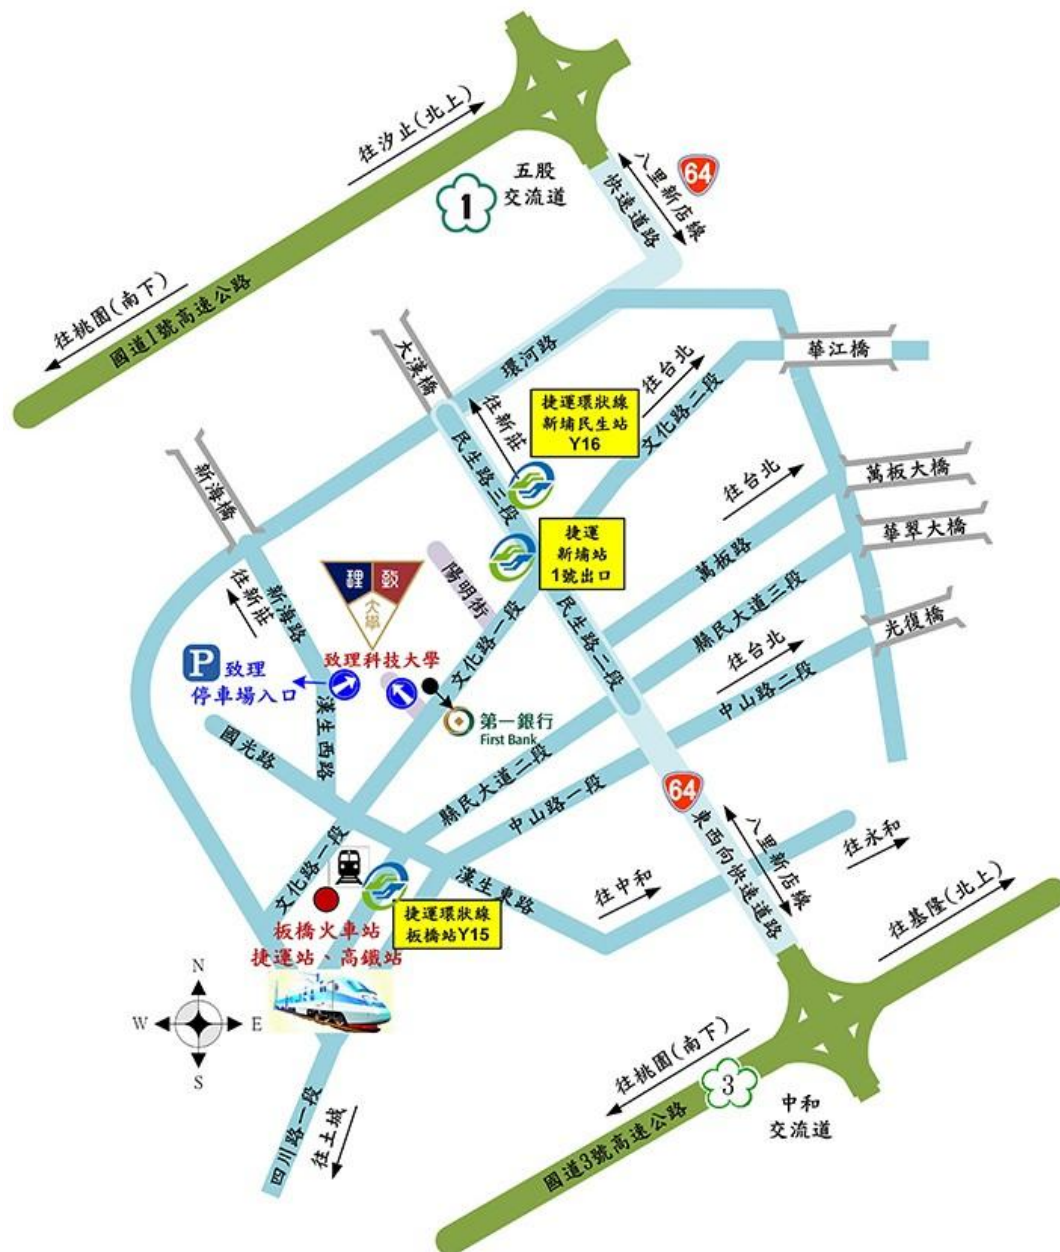 往汐止(北上)
五股
交流道
1
64
八里新店線
快速道路
往桃園(南下)
國道1號高速公路
大漢橋
環河路
往新莊
捷運環狀線
新埔民生站
Y16
往台北
文化路二段
華江橋
新海橋
民生路三段
往台北
萬板大橋
捷運
新埔站
1號出口
萬板路
華翠大橋
陽明街
往新莊
新海路
理
致
大學
致理科技大學
文化路一段
民生路二段
縣民大道三段
往台北
光復橋
P
致理
停車場入口
漢生西路
第一銀行
First Bank
中山路二段
國光路
縣民大道二段
中山路一段
64
東西向快速道路
八里新店線
文化路一段
漢生東路
往中和
往永和
捷運環狀線
板橋站Y15
板橋火車站
捷運站、高鐵站
往基隆(北上)
N
W
E
S
往桃園(南下)
3
中和
交流道
四川路一段
往土城
國道3號高速公路